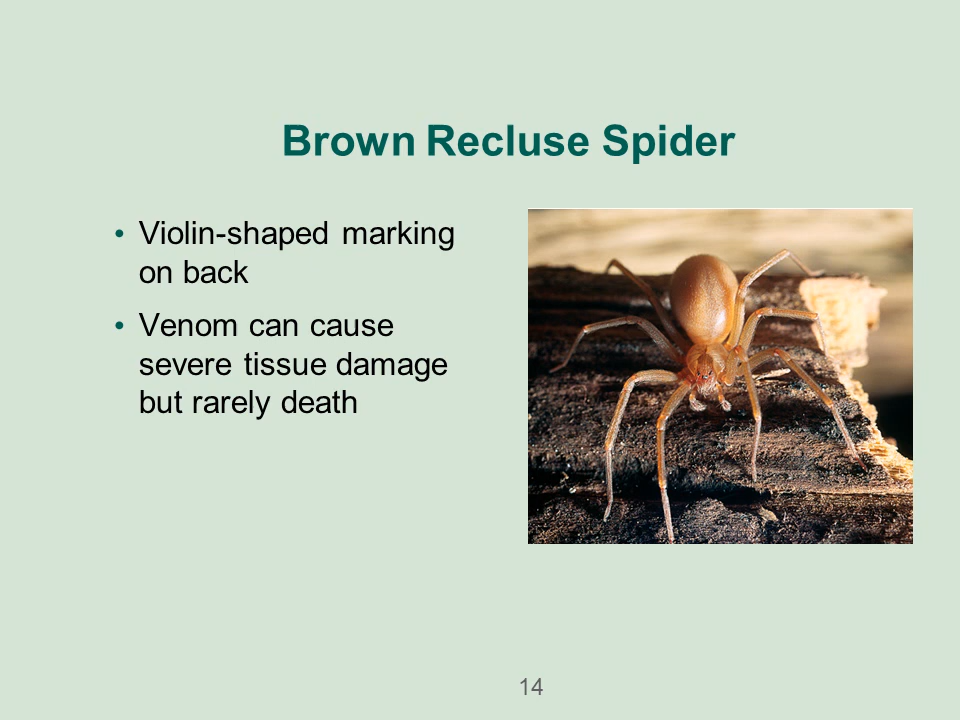 Brown Recluse Spider
• Violin-shaped marking
on back
• Venom can cause
severe tissue damage
but rarely death
14